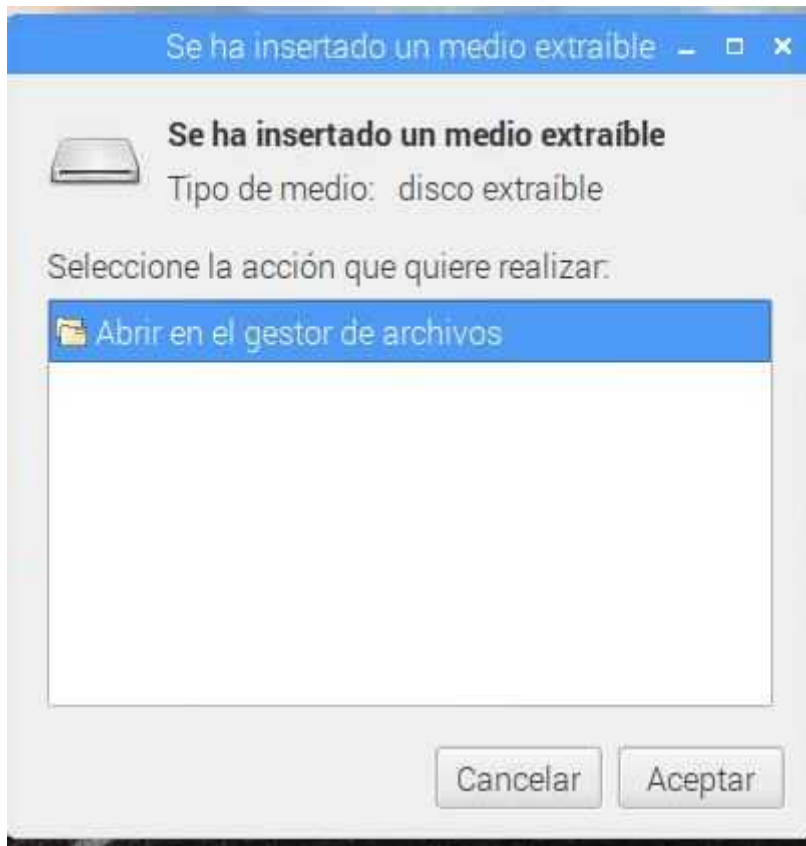 Se ha insertado un medio extraíble
Se ha insertado un medio extraíble
Tipo de medio: disco extraíble
Seleccione la acción que quiere realizar:
Abrir en el gestor de archivos
Cancelar Aceptar